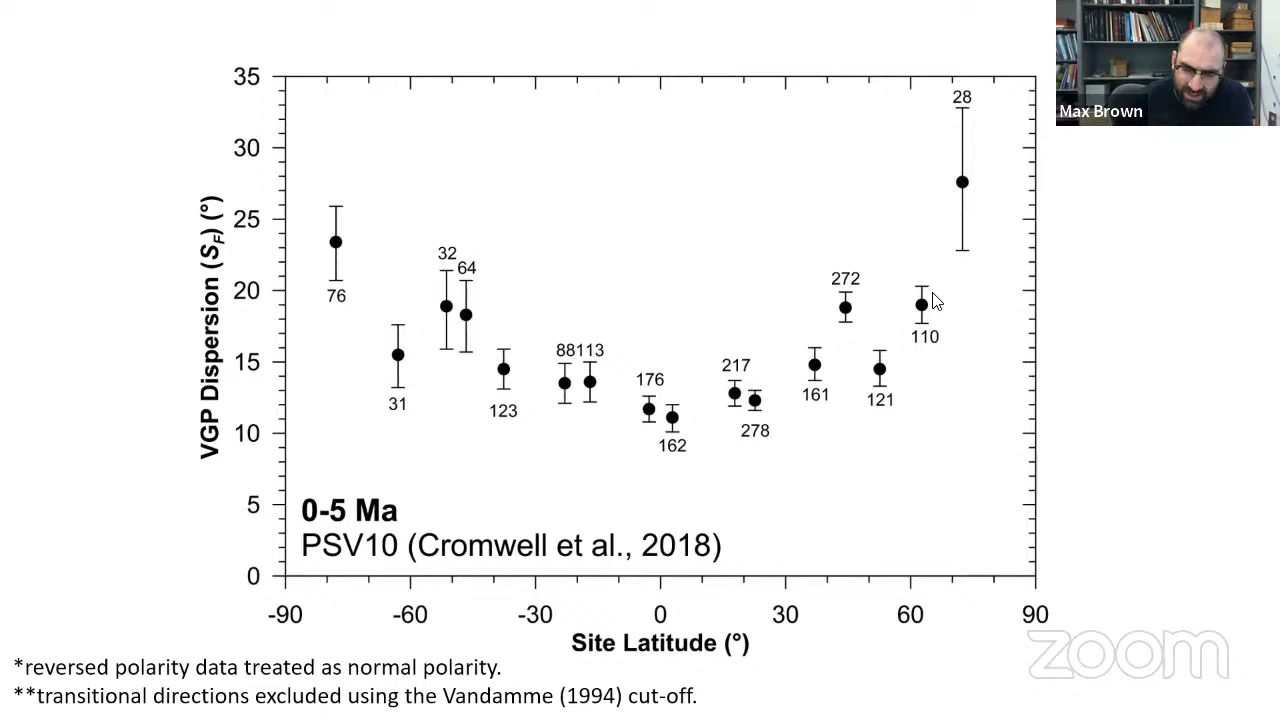 Max Brown
35
30
25
20
15
10
5
0
VGP Dispersion (S_F) (°)
28
32
64
272
76
110
88 113
217
176
31
123
161
121
278
162
0-5 Ma
PSV10 (Cromwell et al., 2018)
-90 -60 -30 0 30 60 90
Site Latitude (°)
zoom
*reversed polarity data treated as normal polarity.
**transitional directions excluded using the Vandamme (1994) cut-off.